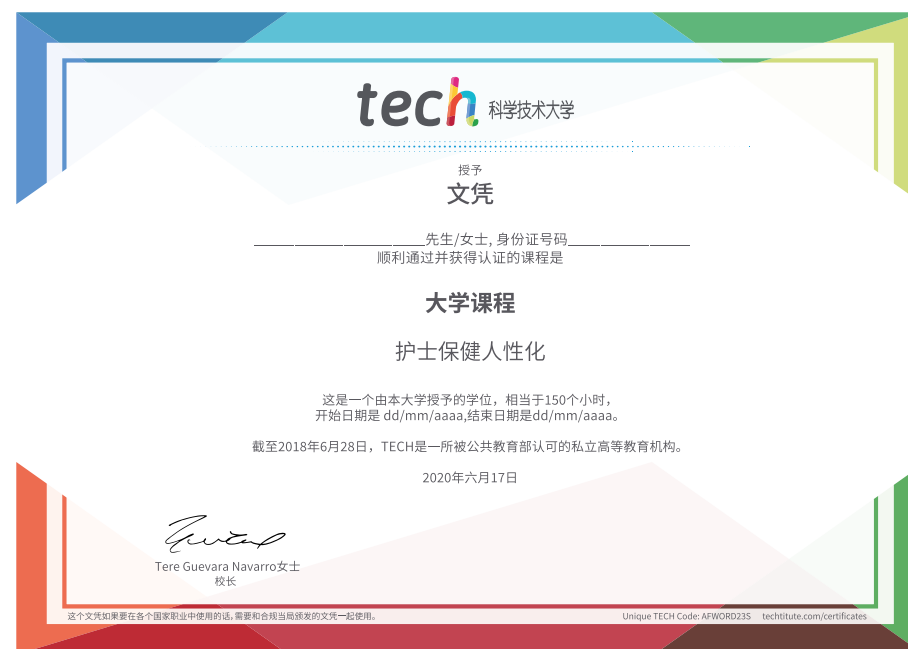 tech 科学技术大学
授予
文凭
_____________________先生/女士, 身份证号码_______________
顺利通过并获得认证的课程是
大学课程
护士保健人性化
这是一个由本大学授予的学位，相当于150个小时，
开始日期是 dd/mm/aaaa,结束日期是dd/mm/aaaa。
截至2018年6月28日，TECH是一所被公共教育部认可的私立高等教育机构。
2020年六月17日
Tere Guevara Navarro女士
校长
这个文凭如果要在各个国家职业中使用的话,需要和合规当局颁发的文凭一起使用。
Unique TECH Code: AFWORD23S techtitute.com/certificates